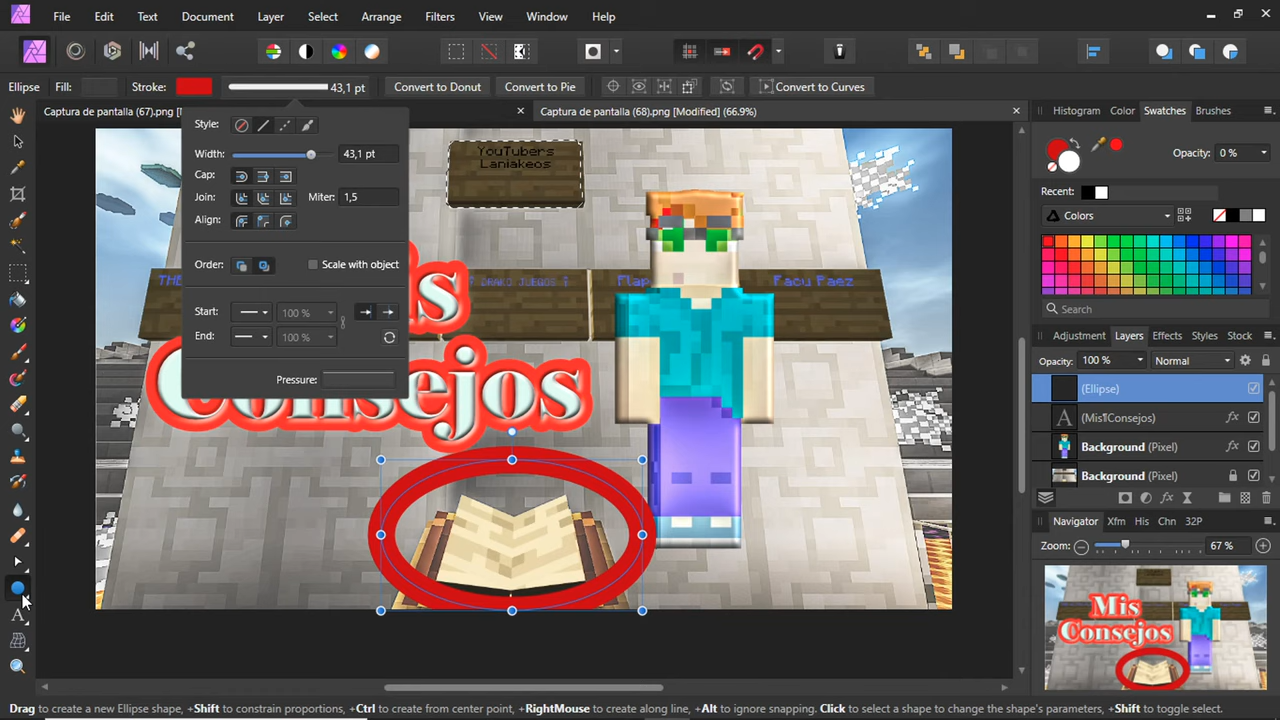 File Edit Text Document Layer Select Arrange Filters View Window Help
Ellipse Fill: Stroke: 43,1 pt Convert to Donut Convert to Pie Convert to Curves
Captura de pantalla (67).png [
Captura de pantalla (68).png [Modified] (66.9%)
Histogram Color Swatches Brushes
Style:
Width: 43,1 pt
Cap:
Join: Miter: 1,5
Align:
Order: Scale with object
Start: 100 %
End: 100 %
Pressure:
YouTubers
Laniakeos
DRAKO JUEGOS
Flap
Facu Paez
Consejos
Opacity: 0 %
Recent:
Colors
Search
Adjustment Layers Effects Styles Stock
Opacity: 100 % Normal
(Ellipse)
A (Mis¶Consejos) fx
Background (Pixel) fx
Background (Pixel)
Navigator Xfm His Chn 32P
Zoom: 67 %
Mis
Consejos
Drag to create a new Ellipse shape, +Shift to constrain proportions, +Ctrl to create from center point, +RightMouse to create along line, +Alt to ignore snapping. Click to select a shape to change the shape's parameters, +Shift to toggle select.